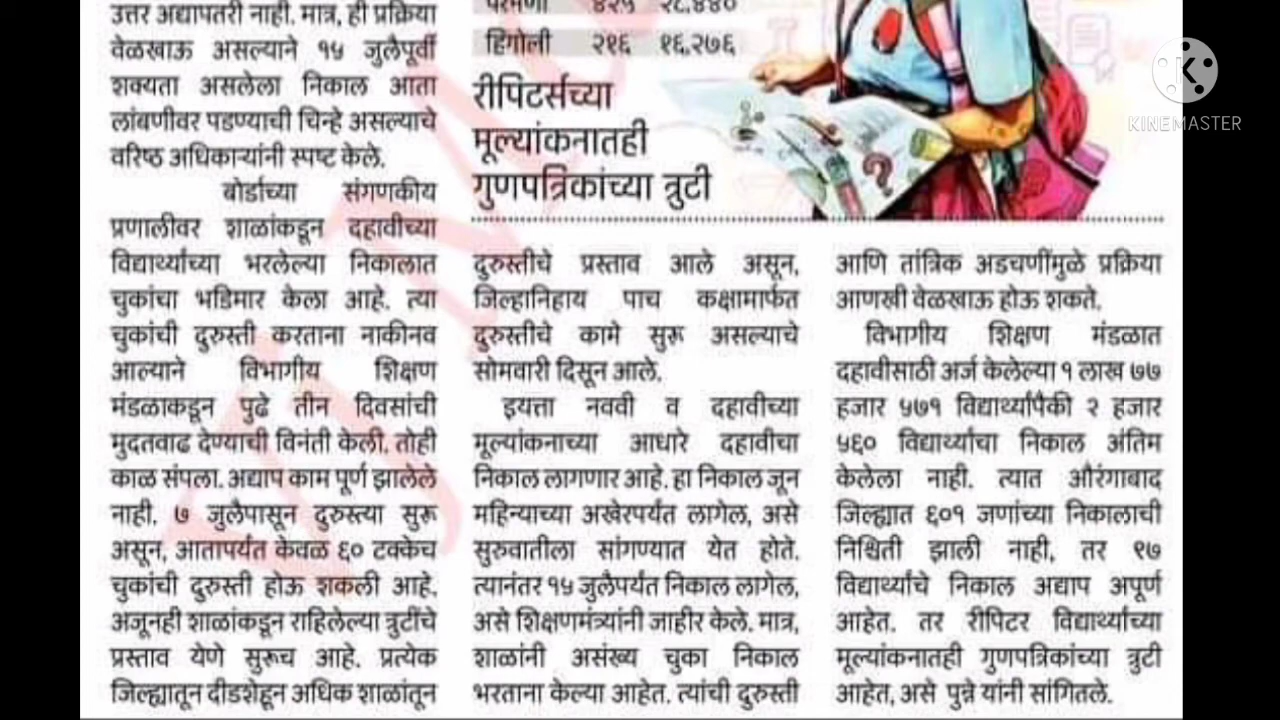 उत्तर अद्यापतरी नाही. मात्र, ही प्रक्रिया
वेळखाऊ असल्याने १५ जुलैपूर्वी
शक्यता असलेला निकाल आता
लांबणीवर पडण्याची चिन्हे असल्याचे
वरिष्ठ अधिकाऱ्यांनी स्पष्ट केले.
बोर्डाच्या संगणकीय
प्रणालीवर शाळांकडून दहावीच्या
विद्यार्थ्यांच्या भरलेल्या निकालात
चुकांचा भडिमार केला आहे. त्या
चुकांची दुरुस्ती करताना नाकीनव
आल्याने विभागीय शिक्षण
मंडळाकडून पुढे तीन दिवसांची
मुदतवाढ देण्याची विनंती केली. तोही
काळ संपला. अद्याप काम पूर्ण झालेले
नाही. ७ जुलैपासून दुरुस्त्या सुरू
असून, आतापर्यंत केवळ ६० टक्केच
चुकांची दुरुस्ती होऊ शकली आहे.
अजूनही शाळांकडून राहिलेल्या त्रुटींचे
प्रस्ताव येणे सुरूच आहे. प्रत्येक
जिल्ह्यातून दीडशेहून अधिक शाळांतून
परभणी ४२५ २८,४४०
हिंगोली २१६ १६,२७६
रीपिटर्सच्या
मूल्यांकनातही
गुणपत्रिकांच्या त्रुटी
दुरुस्तीचे प्रस्ताव आले असून,
जिल्हानिहाय पाच कक्षामार्फत
दुरुस्तीचे कामे सुरू असल्याचे
सोमवारी दिसून आले.
इयत्ता नववी व दहावीच्या
मूल्यांकनाच्या आधारे दहावीचा
निकाल लागणार आहे. हा निकाल जून
महिन्याच्या अखेरपर्यंत लागेल, असे
सुरुवातीला सांगण्यात येत होते.
त्यानंतर १५ जुलैपर्यंत निकाल लागेल,
असे शिक्षणमंत्र्यांनी जाहीर केले. मात्र,
शाळांनी असंख्य चुका निकाल
भरताना केल्या आहेत. त्यांची दुरुस्ती
आणि तांत्रिक अडचणींमुळे प्रक्रिया
आणखी वेळखाऊ होऊ शकते.
विभागीय शिक्षण मंडळात
दहावीसाठी अर्ज केलेल्या १ लाख ७७
हजार ५७१ विद्यार्थ्यांपैकी २ हजार
५६० विद्यार्थ्यांचा निकाल अंतिम
केलेला नाही. त्यात औरंगाबाद
जिल्ह्यात ६०१ जणांच्या निकालाची
निश्चिती झाली नाही, तर ९७
विद्यार्थ्यांचे निकाल अद्याप अपूर्ण
आहेत. तर रीपिटर विद्यार्थ्यांच्या
मूल्यांकनातही गुणपत्रिकांच्या त्रुटी
आहेत, असे पुन्ने यांनी सांगितले.
KINEMASTER